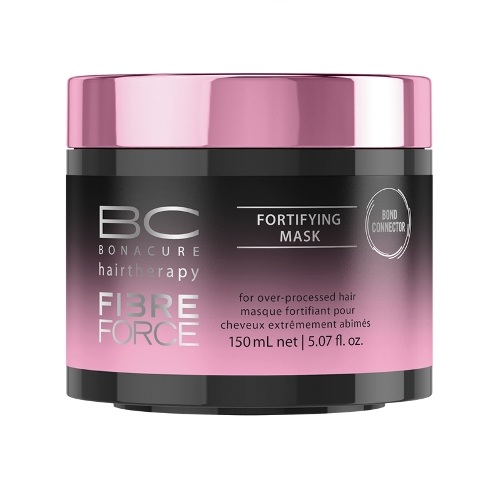 BC
BONACURE
hairtherapy
FIBRE
FORCE
FORTIFYING
MASK
BOND
CONNECTOR
for over-processed hair
masque fortifiant pour
cheveux extrêmement abîmés
150 mL net | 5.07 fl. oz.